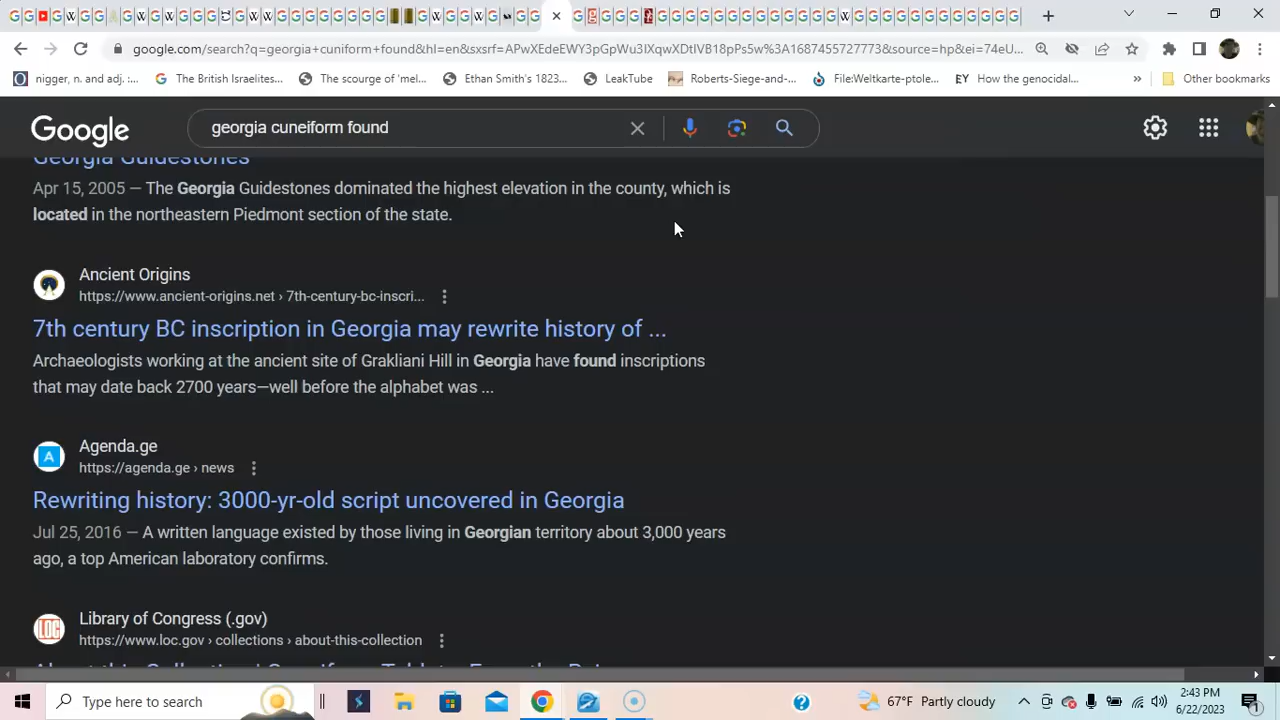 google.com/search?q=georgia+cuniform+found&hl=en&sxsrf=APwXEdeEWY3pGpWu3IXqwXDtIVB18pPs5w%3A1687455727773&source=hp&ei=74eU...
nigger, n. and adj. :... The British Israelites... The scourge of 'mel... Ethan Smith's 1823... LeakTube Roberts-Siege-and-... File:Weltkarte-ptole... EY How the genocidal... » Other bookmarks
Google georgia cuneiform found
Georgia Guidestones
Apr 15, 2005 — The Georgia Guidestones dominated the highest elevation in the county, which is
located in the northeastern Piedmont section of the state.
Ancient Origins
https://www.ancient-origins.net › 7th-century-bc-inscri...
7th century BC inscription in Georgia may rewrite history of ...
Archaeologists working at the ancient site of Grakliani Hill in Georgia have found inscriptions
that may date back 2700 years—well before the alphabet was ...
A
Agenda.ge
https://agenda.ge › news
Rewriting history: 3000-yr-old script uncovered in Georgia
Jul 25, 2016 — A written language existed by those living in Georgian territory about 3,000 years
ago, a top American laboratory confirms.
LOC
Library of Congress (.gov)
https://www.loc.gov › collections › about-this-collection
Type here to search
67°F Partly cloudy
2:43 PM
6/22/2023